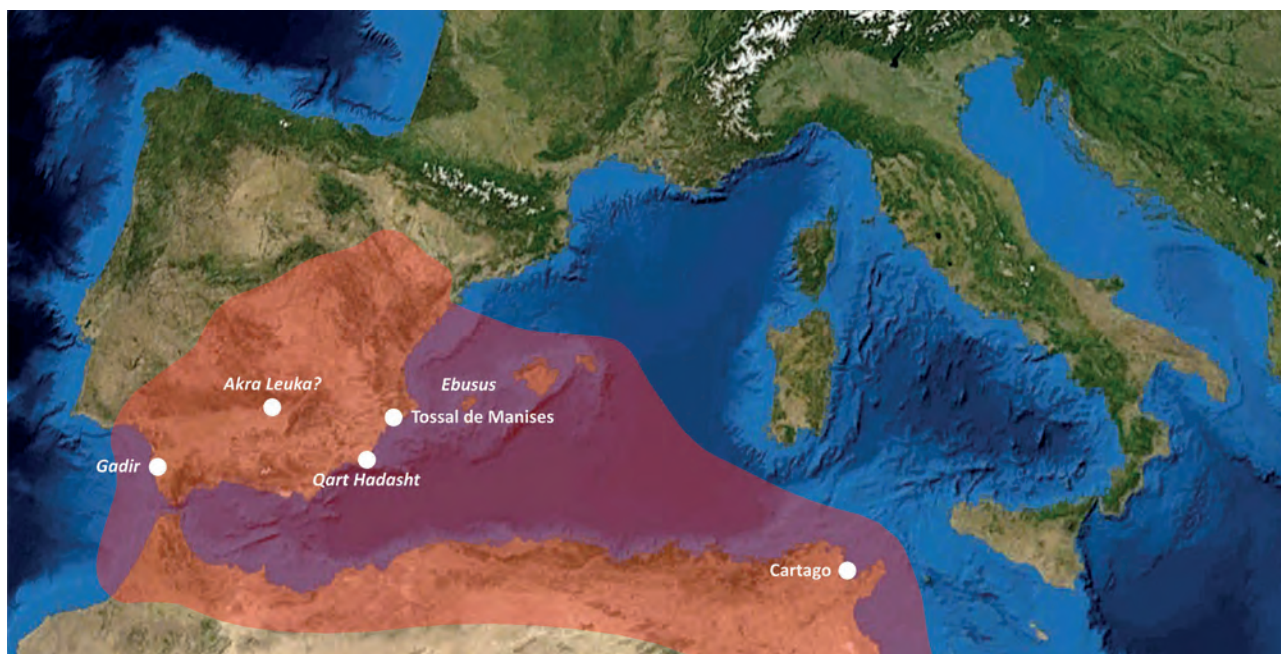 Akra Leuka?
Ebusus
Tossal de Manises
Gadir
Qart Hadasht
Cartago